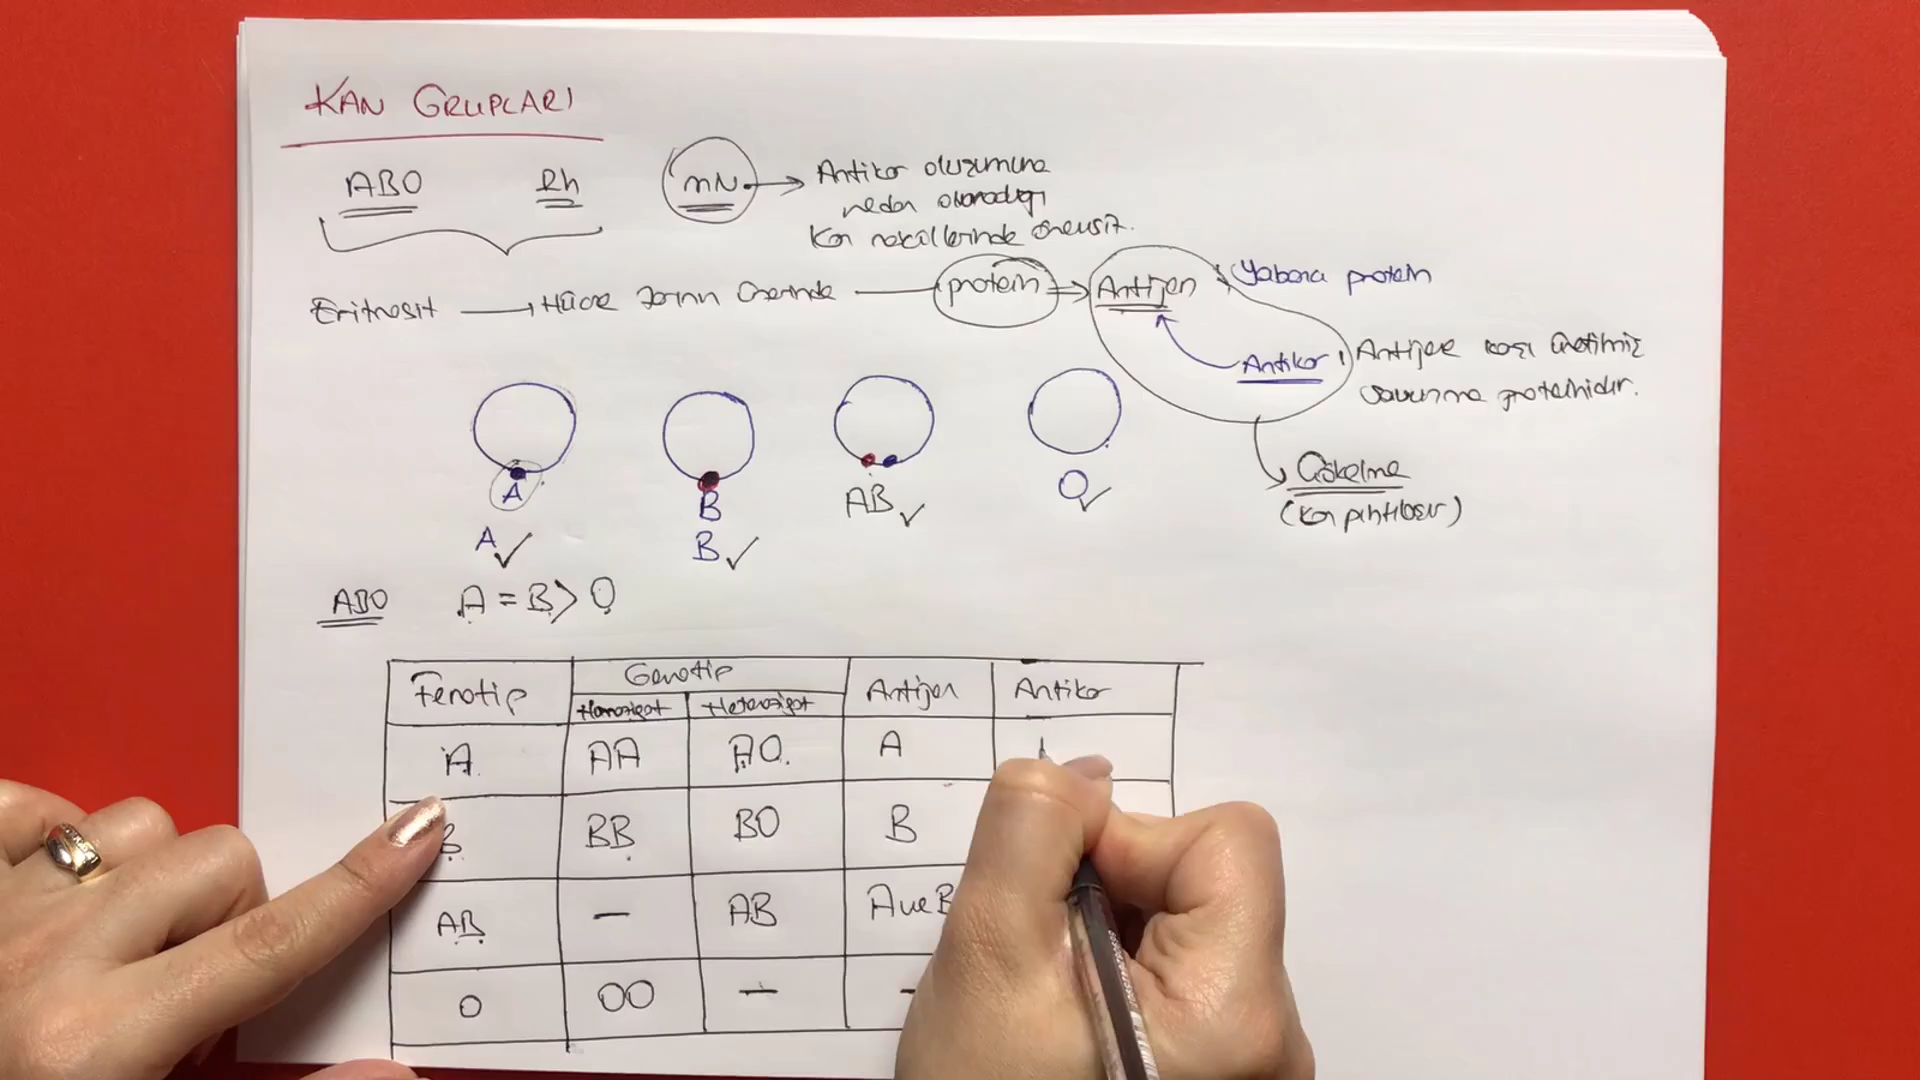 KAN GRUPLARI
ABO Rh MN → Antikor oluşumuna
neden olmadığı
Kan nakillerinde önemsiz.
Eritrosit → Hücre zarının üzerinde — protein ⇒ Antijen : Yabancı protein
Antikor : Antijene karşı üretilmiş
savunma proteinidir.
Çökelme
(Kan pıhtılaşır)
A B AB O
A B
ABO A = B > O
Fenotip Genotip Antijen Antikor
Homozigot Heterozigot
A AA AO A
B BB BO B
AB — AB A ve B
O OO — -